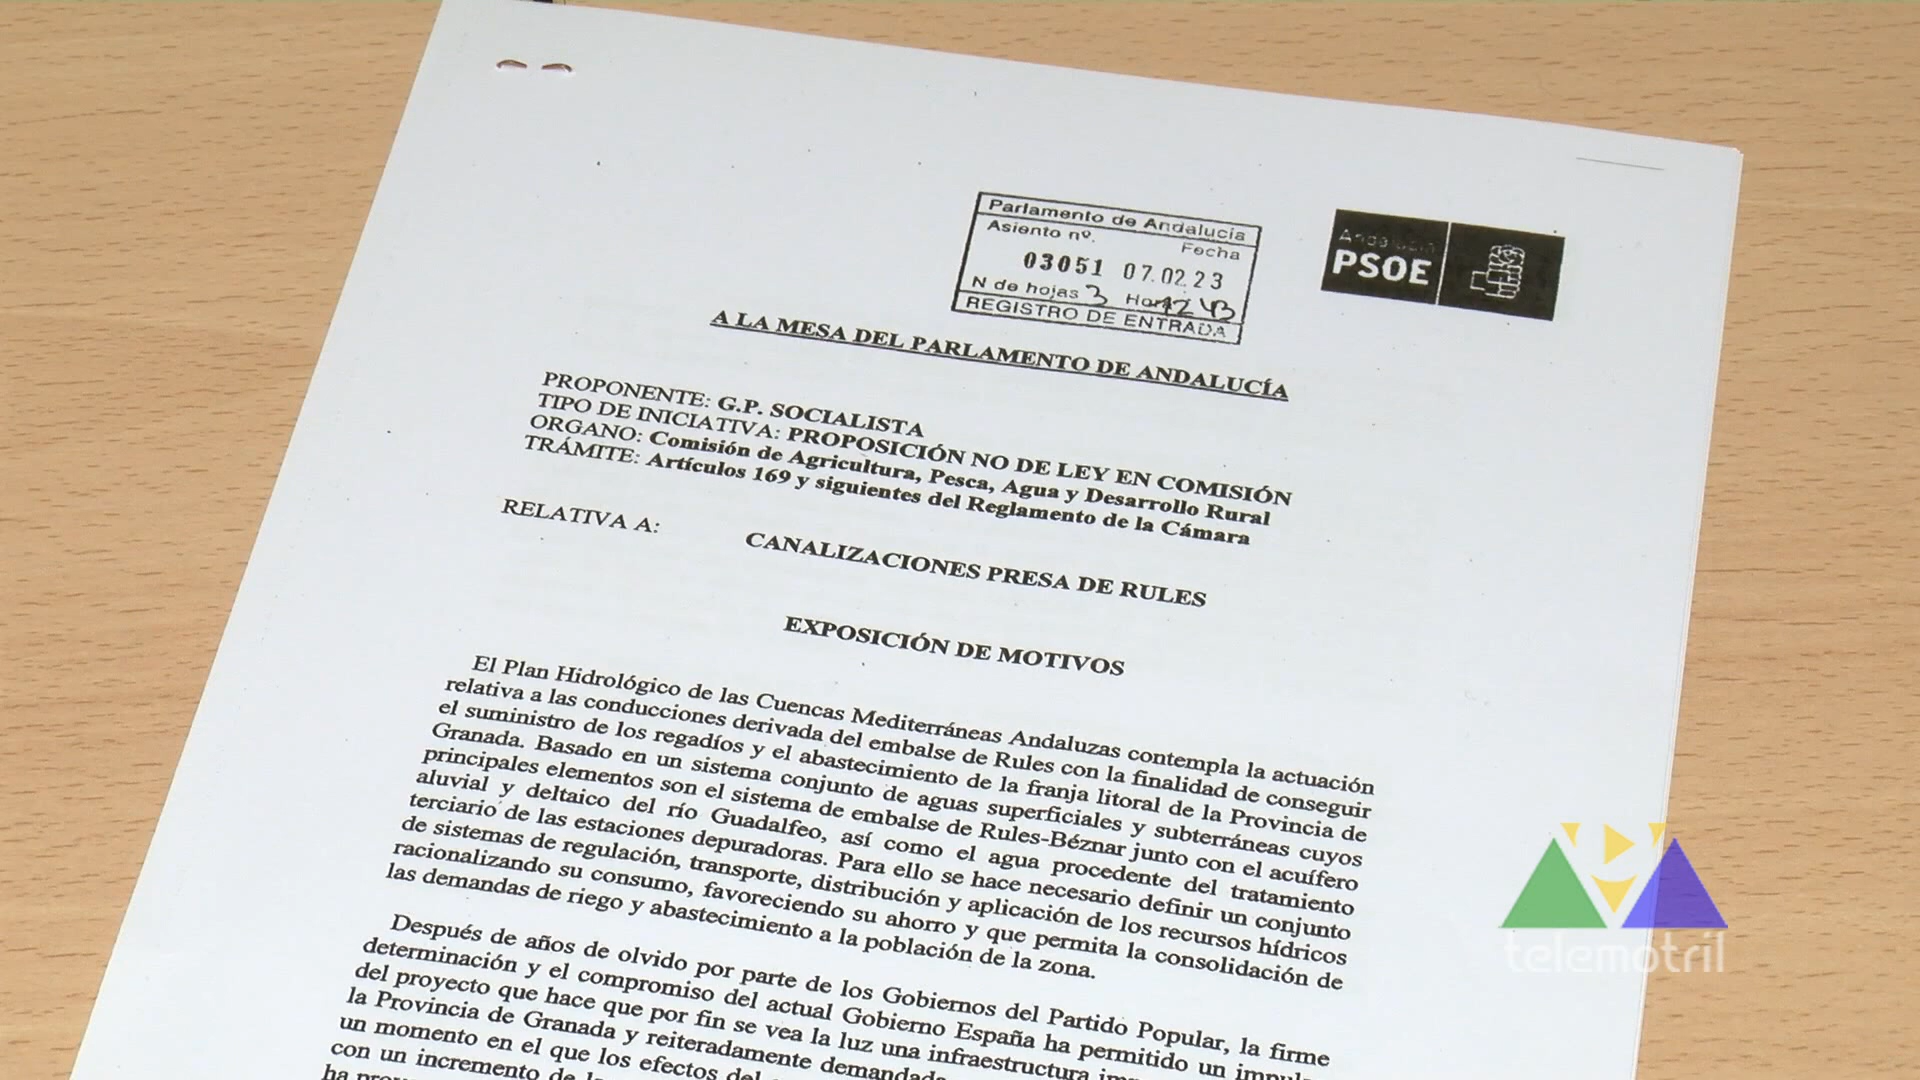 Parlamento de Andalucía
Asiento nº. Fecha
03051 07.02.23
N de hojas 3 Hora 12 43
REGISTRO DE ENTRADA
Andalucía
PSOE
A LA MESA DEL PARLAMENTO DE ANDALUCÍA
PROPONENTE: G.P. SOCIALISTA
TIPO DE INICIATIVA: PROPOSICIÓN NO DE LEY EN COMISIÓN
ORGANO: Comisión de Agricultura, Pesca, Agua y Desarrollo Rural
TRÁMITE: Artículos 169 y siguientes del Reglamento de la Cámara
RELATIVA A: CANALIZACIONES PRESA DE RULES
EXPOSICIÓN DE MOTIVOS
El Plan Hidrológico de las Cuencas Mediterráneas Andaluzas contempla la actuación
relativa a las conducciones derivada del embalse de Rules con la finalidad de conseguir
el suministro de los regadíos y el abastecimiento de la franja litoral de la Provincia de
Granada. Basado en un sistema conjunto de aguas superficiales y subterráneas cuyos
principales elementos son el sistema de embalse de Rules-Béznar junto con el acuífero
aluvial y deltaico del río Guadalfeo, así como el agua procedente del tratamiento
terciario de las estaciones depuradoras. Para ello se hace necesario definir un conjunto
de sistemas de regulación, transporte, distribución y aplicación de los recursos hídricos
racionalizando su consumo, favoreciendo su ahorro y que permita la consolidación de
las demandas de riego y abastecimiento a la población de la zona.
Después de años de olvido por parte de los Gobiernos del Partido Popular, la firme
determinación y el compromiso del actual Gobierno España ha permitido un
del proyecto que hace que por fin se vea la luz una infraestructura
la Provincia de Granada y reiteradamente
un momento en el que los efectos del
con un incremento de
ha
telemotril